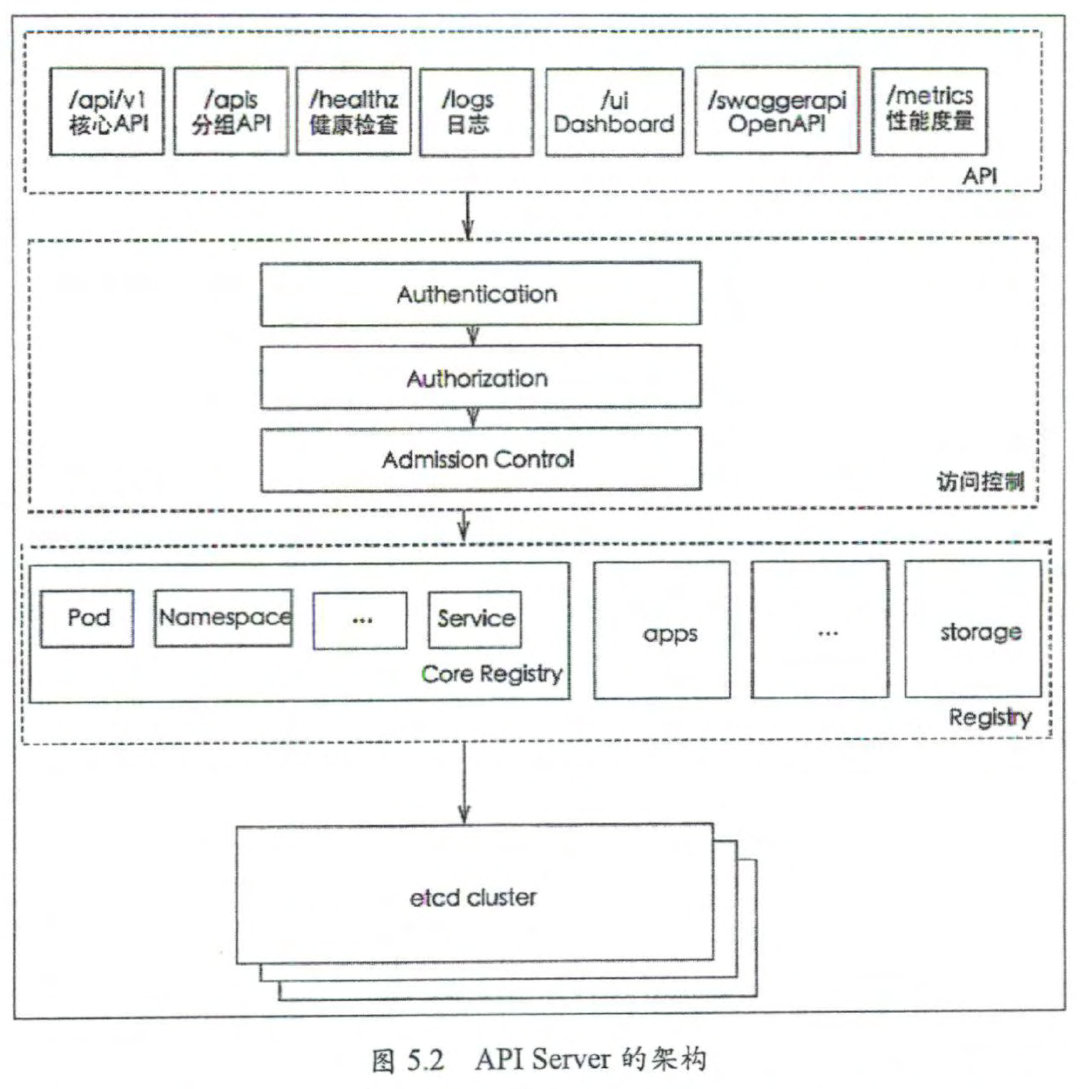 /api/v1
核心API
/apis
分组API
/healthz
健康检查
/logs
日志
/ui
Dashboard
/swaggerapi
OpenAPI
/metrics
性能度量
API
Authentication
Authorization
Admission Control
访问控制
Pod
Namespace
...
Service
Core Registry
apps
...
storage
Registry
etcd cluster
图 5.2 API Server 的架构